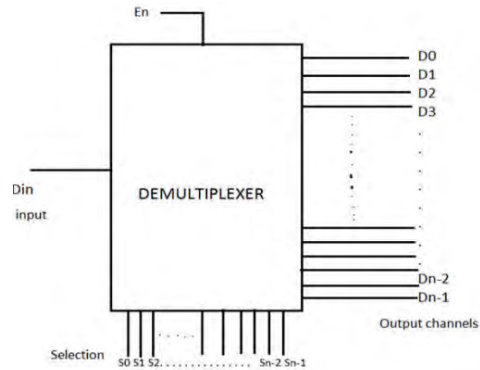 En
D0
D1
D2
D3
Din
input
DEMULTIPLEXER
Dn-2
Dn-1
Output channels
Selection
S0 S1 S2 . . . . . . . . . . . . . Sn-2 Sn-1